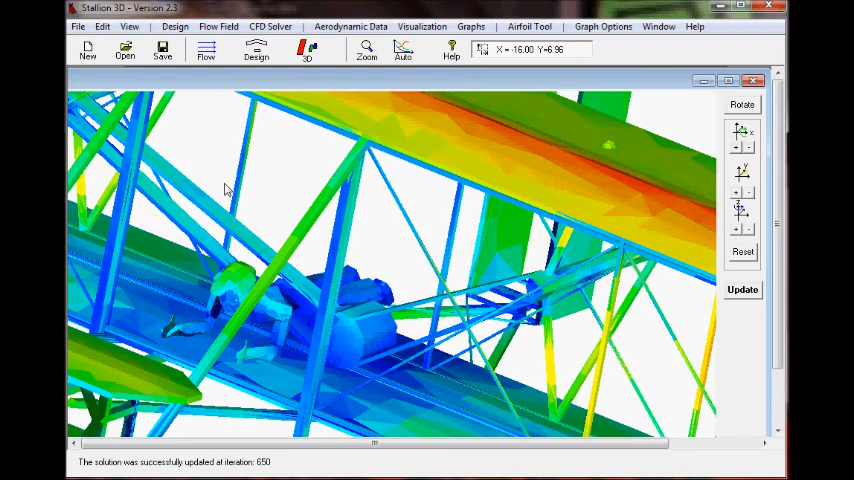 Stallion 3D - Version 2.3
File Edit View Design Flow Field CFD Solver Aerodynamic Data Visualization Graphs Airfoil Tool Graph Options Window Help
New Open Save Flow Design 3D Zoom Auto Help X = -16.00 Y=6.96
Rotate
x
+ -
Y
+ -
Z
+ -
Reset
Update
The solution was successfully updated at iteration: 650